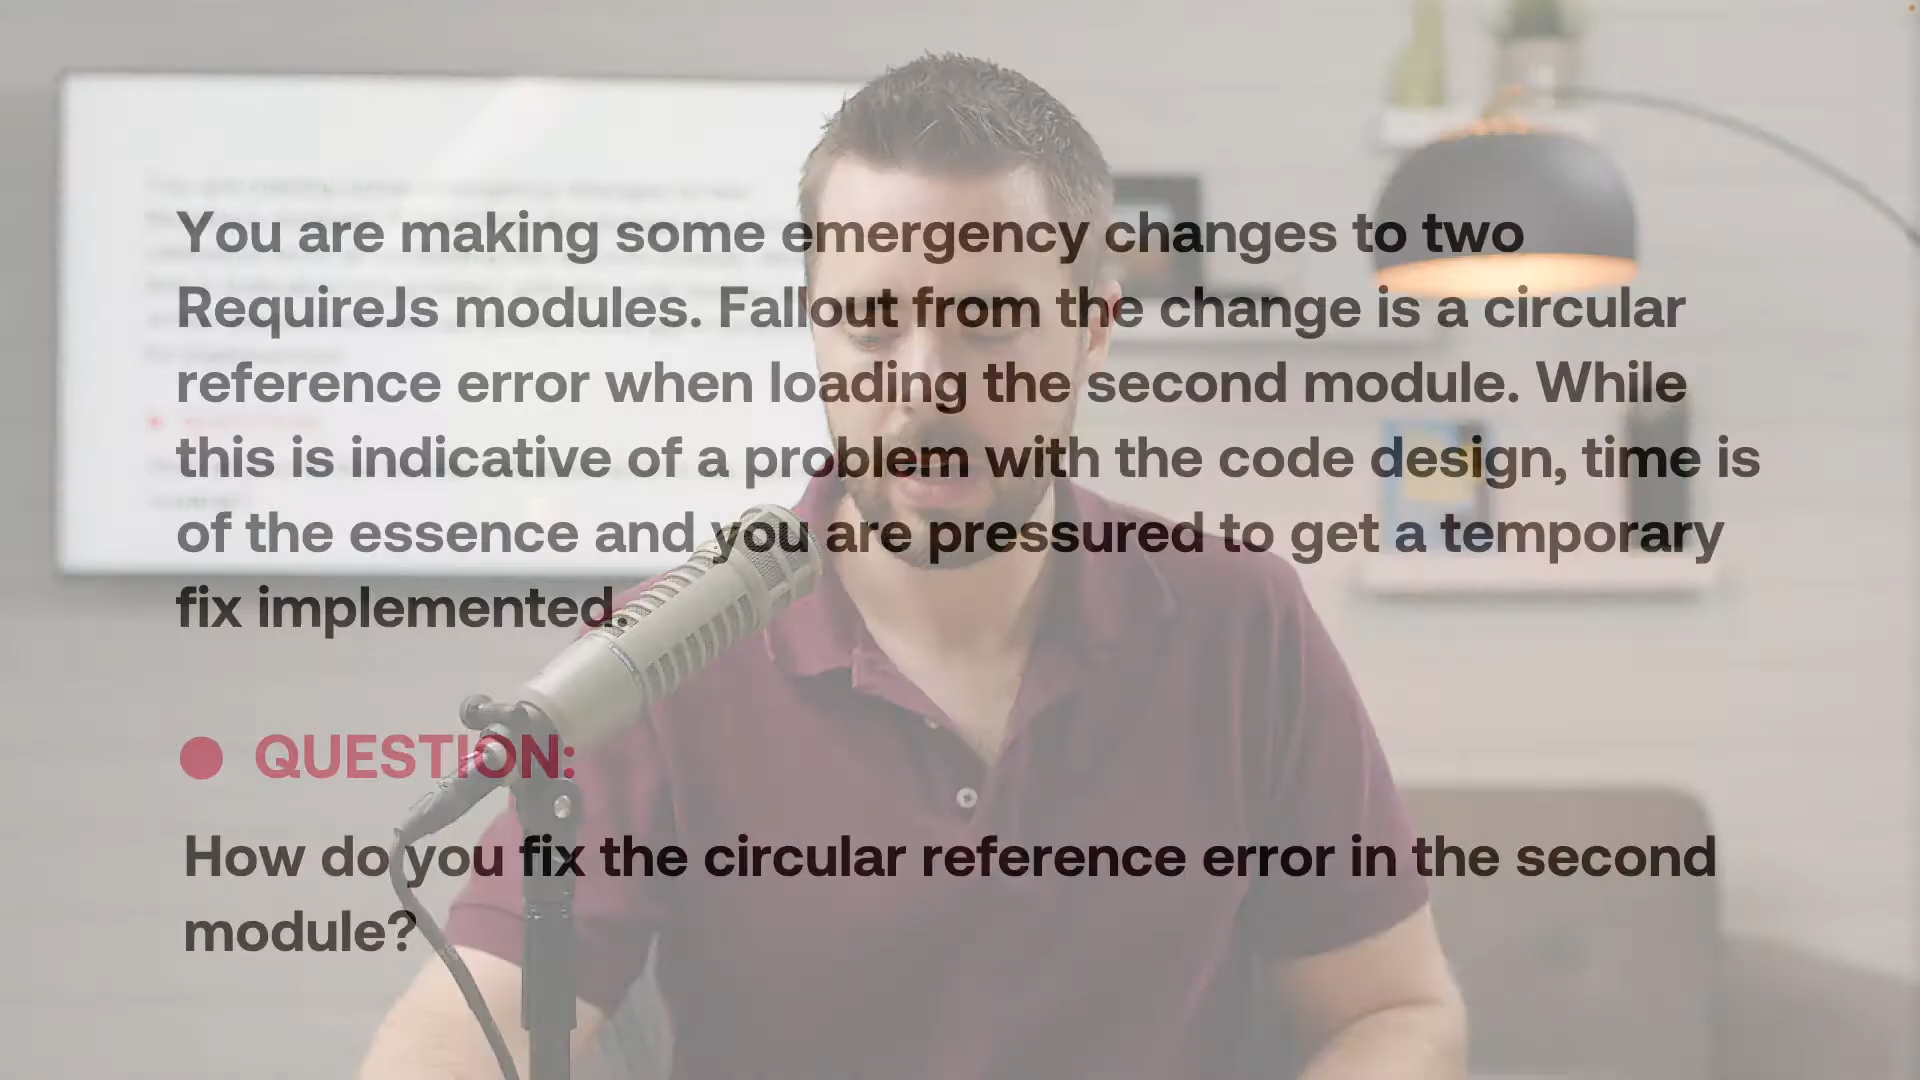 You are making some emergency changes to two
RequireJs modules. Fallout from the change is a circular
reference error when loading the second module. While
this is indicative of a problem with the code design, time is
of the essence and you are pressured to get a temporary
fix implemented.
QUESTION:
How do you fix the circular reference error in the second
module?